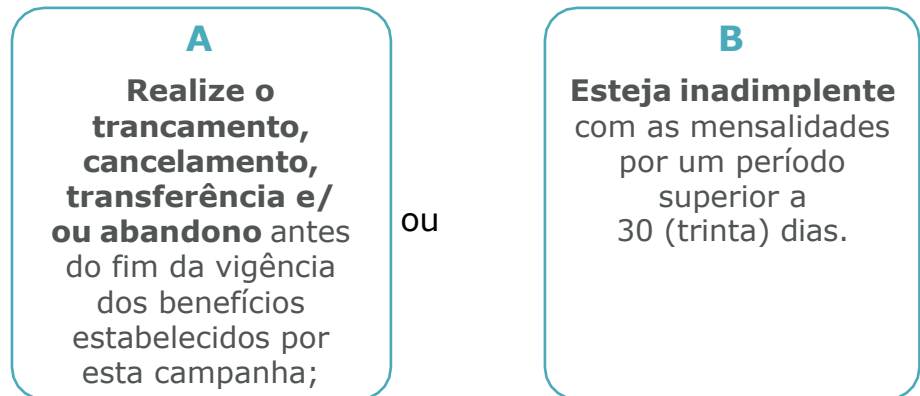 A
Realize o
trancamento,
cancelamento,
transferência e/
ou abandono antes
do fim da vigência
dos benefícios
estabelecidos por
esta campanha;
ou
B
Esteja inadimplente
com as mensalidades
por um período
superior a
30 (trinta) dias.